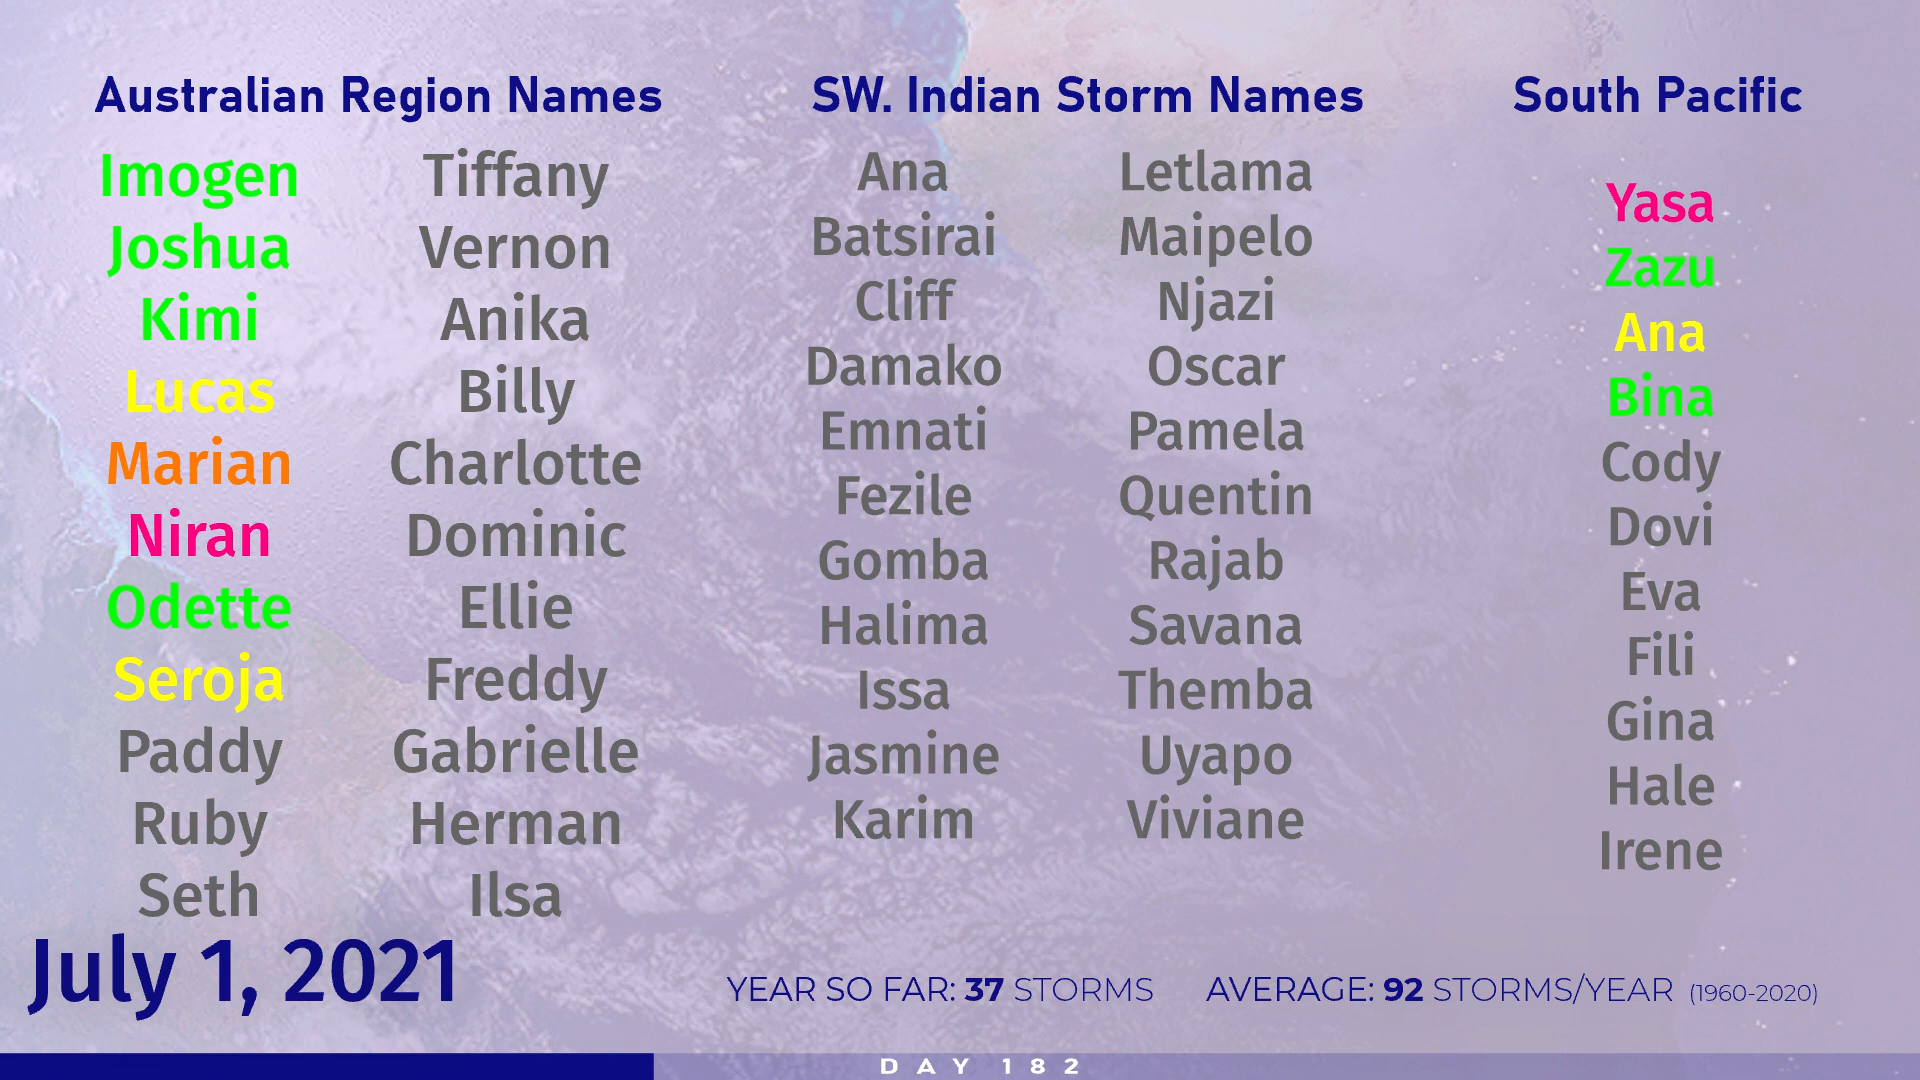 Australian Region Names
Imogen
Joshua
Kimi
Lucas
Marian
Niran
Odette
Seroja
Paddy
Ruby
Seth
Tiffany
Vernon
Anika
Billy
Charlotte
Dominic
Ellie
Freddy
Gabrielle
Herman
Ilsa
SW. Indian Storm Names
Ana
Batsirai
Cliff
Damako
Emnati
Fezile
Gomba
Halima
Issa
Jasmine
Karim
Letlama
Maipelo
Njazi
Oscar
Pamela
Quentin
Rajab
Savana
Themba
Uyapo
Viviane
South Pacific
Yasa
Zazu
Ana
Bina
Cody
Dovi
Eva
Fili
Gina
Hale
Irene
July 1, 2021
YEAR SO FAR: 37 STORMS
AVERAGE: 92 STORMS/YEAR (1960-2020)
DAY 182